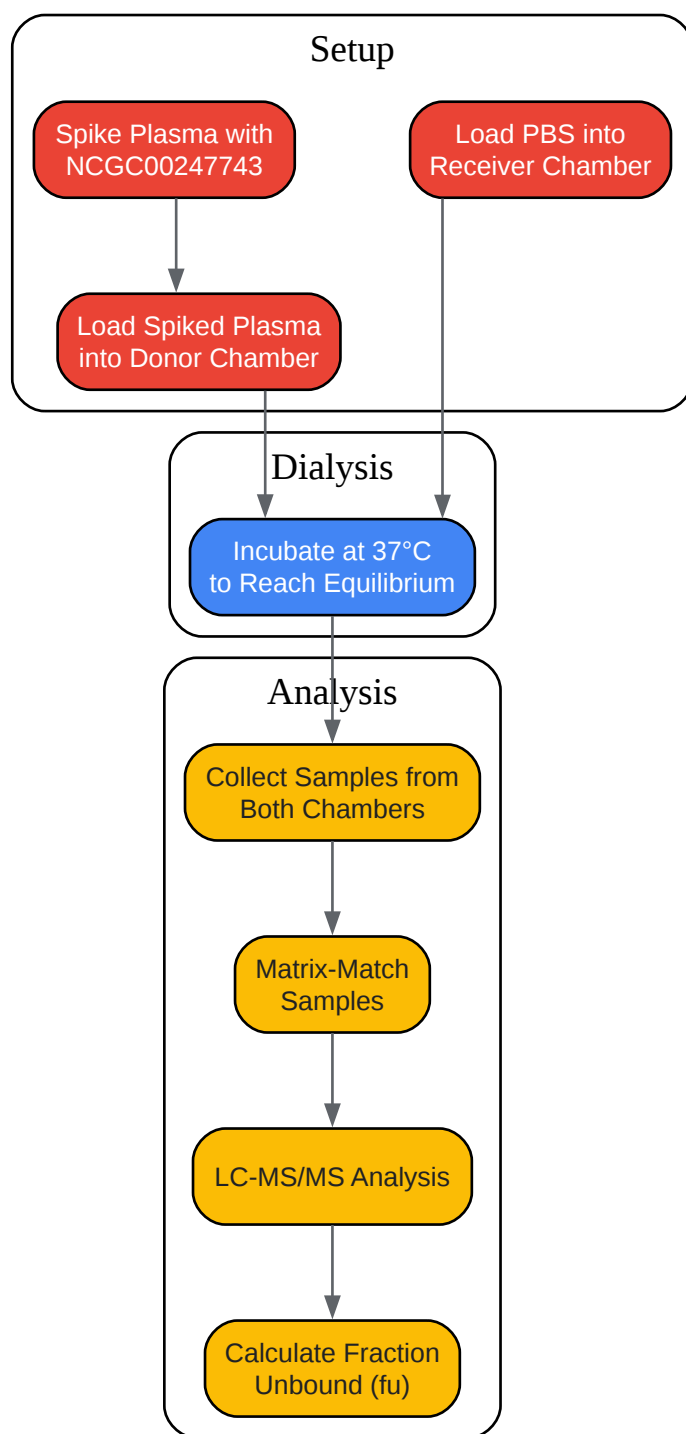 Setup
Spike Plasma with
NCGC00247743
Load PBS into
Receiver Chamber
Load Spiked Plasma
into Donor Chamber
Dialysis
Incubate at 37°C
to Reach Equilibrium
Analysis
Collect Samples from
Both Chambers
Matrix-Match
Samples
LC-MS/MS Analysis
Calculate Fraction
Unbound (fu)